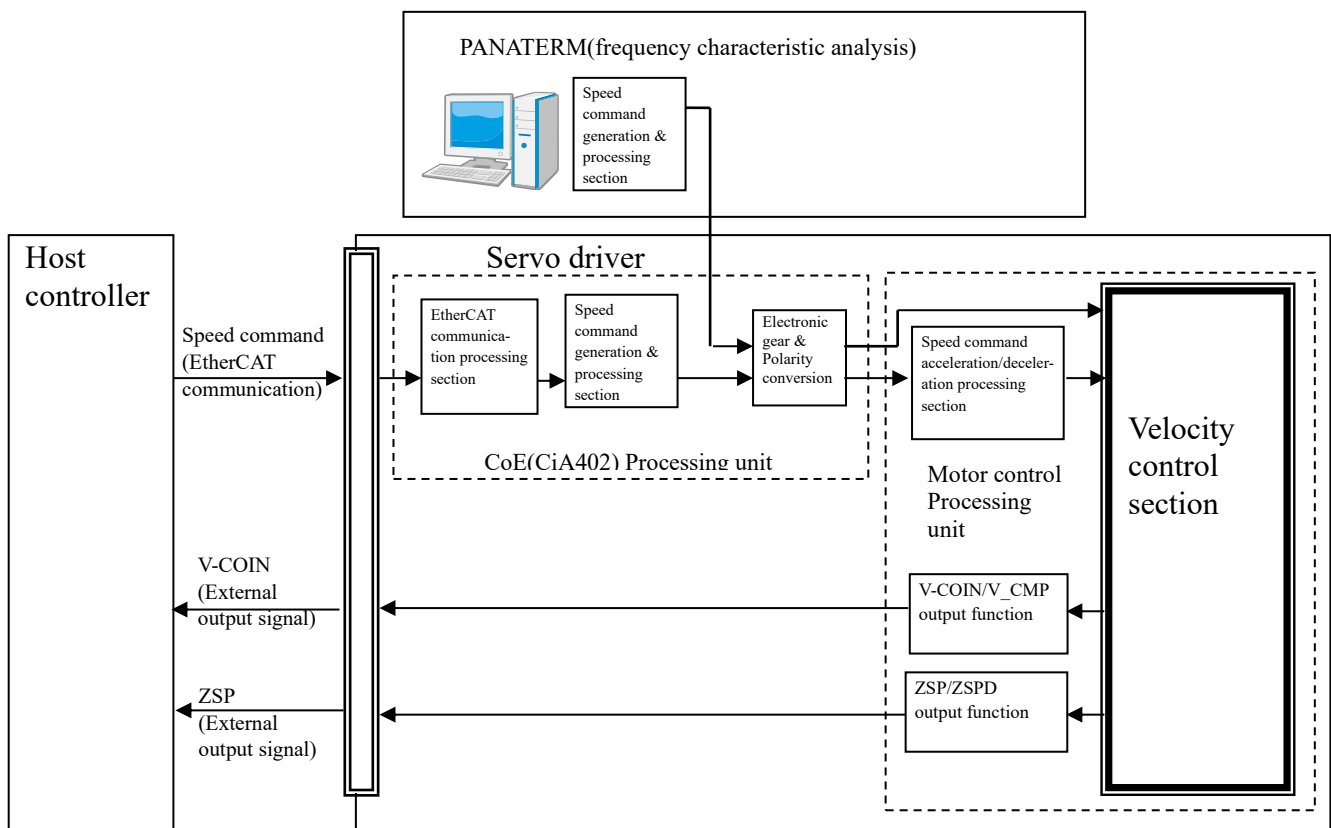 PANATERM(frequency characteristic analysis)
Speed
command
generation &
processing
section
Host
controller
Servo driver
Speed command
(EtherCAT
communication)
EtherCAT
communica-
tion processing
section
Speed
command
generation &
processing
section
Electronic
gear &
Polarity
conversion
CoE(CiA402) Processing unit
Speed command
acceleration/deceler-
ation processing
section
Motor control
Processing
unit
Velocity
control
section
V-COIN
(External
output signal)
V-COIN/V_CMP
output function
ZSP
(External
output signal)
ZSP/ZSPD
output function